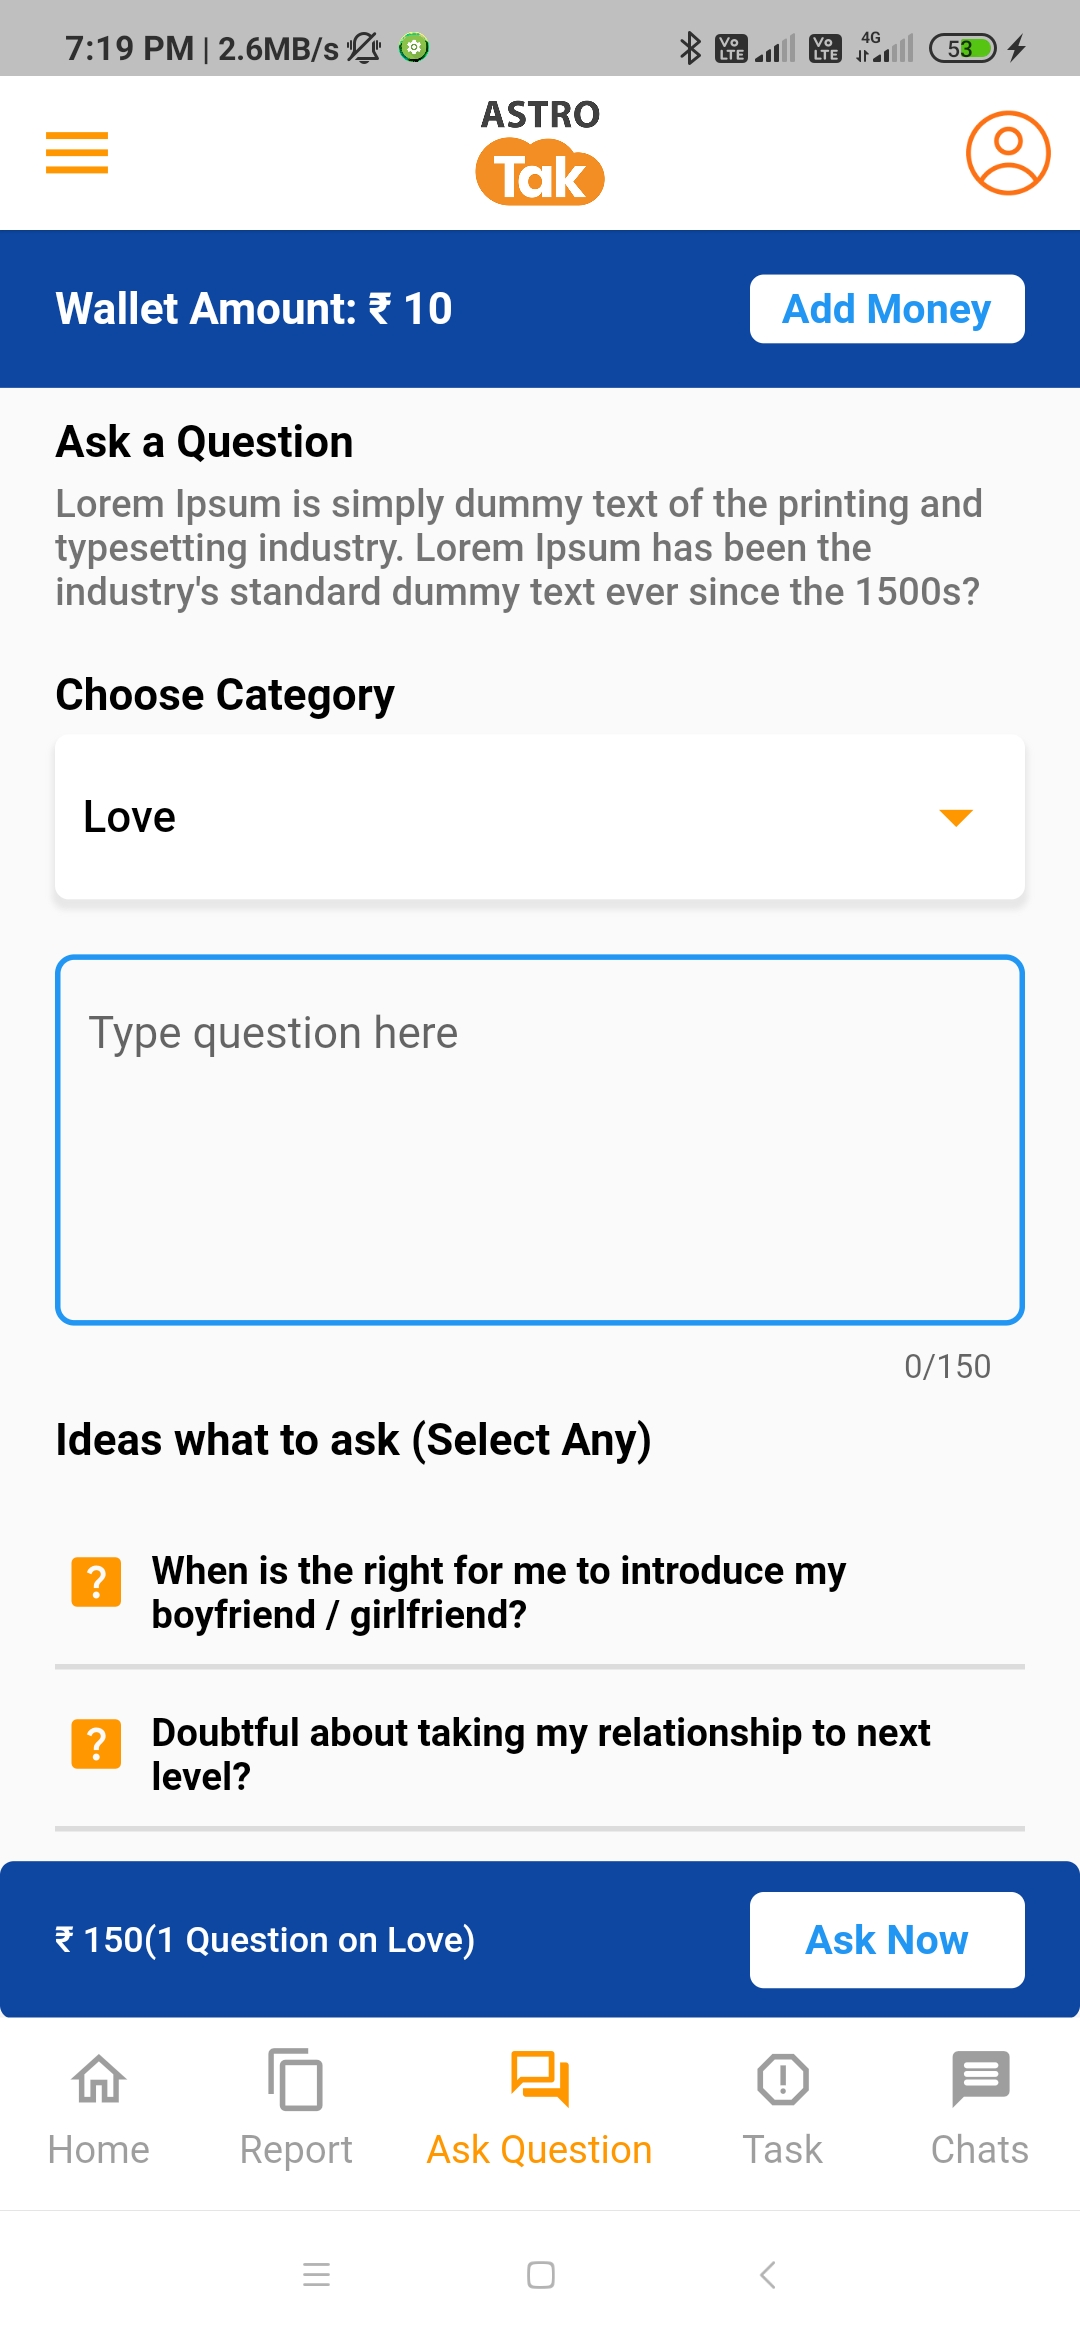 7:19 PM | 2.6MB/s
Vo LTE
Vo LTE
4G
53
ASTRO
Tak
Wallet Amount: ₹ 10
Add Money
Ask a Question
Lorem Ipsum is simply dummy text of the printing and
typesetting industry. Lorem Ipsum has been the
industry's standard dummy text ever since the 1500s?
Choose Category
Love
Type question here
0/150
Ideas what to ask (Select Any)
When is the right for me to introduce my
boyfriend / girlfriend?
Doubtful about taking my relationship to next
level?
₹ 150(1 Question on Love)
Ask Now
Home
Report
Ask Question
Task
Chats